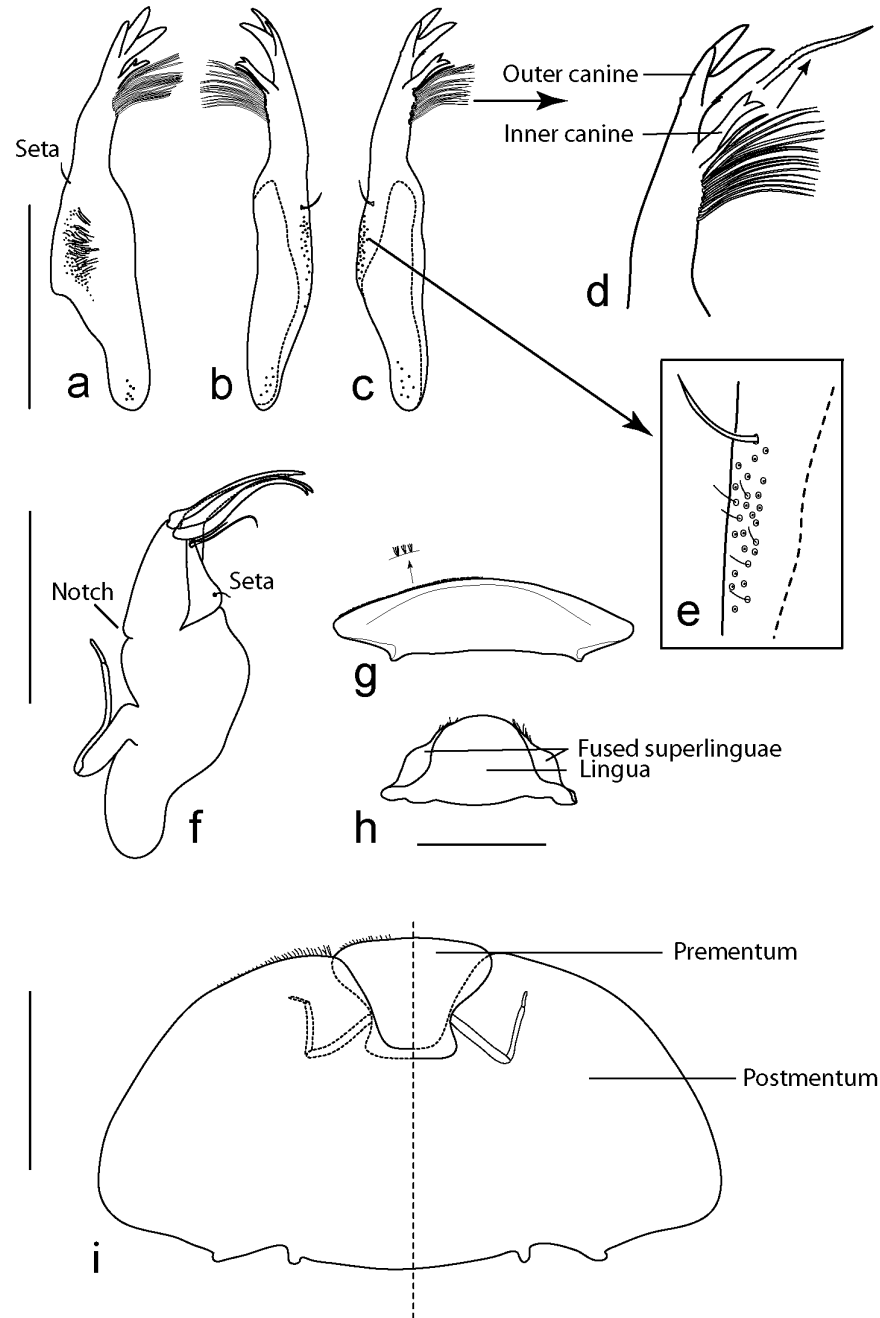 Outer canine
Inner canine
Seta
d
a
b
c
Notch
Seta
e
g
Fused superlinguae
Lingua
f
h
Prementum
Postmentum
i